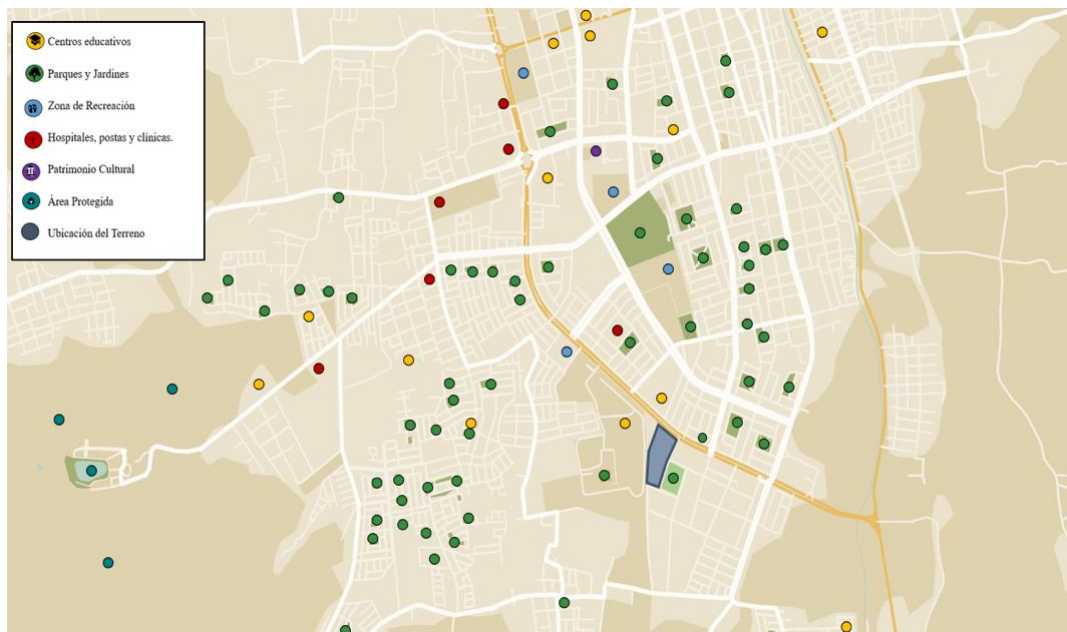 Centros educativos
Parques y Jardines
Zona de Recreación
Hospitales, postas y clínicas.
Patrimonio Cultural
Área Protegida
Ubicación del Terreno